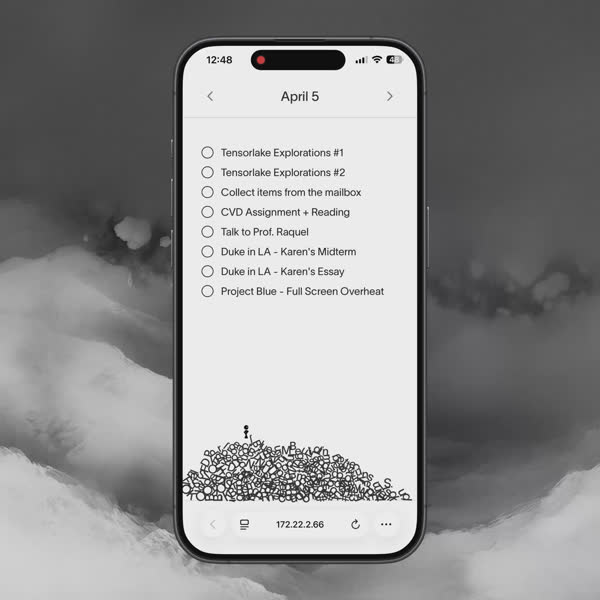 12:48
48
April 5
Tensorlake Explorations #1
Tensorlake Explorations #2
Collect items from the mailbox
CVD Assignment + Reading
Talk to Prof. Raquel
Duke in LA - Karen's Midterm
Duke in LA - Karen's Essay
Project Blue - Full Screen Overheat
172.22.2.66